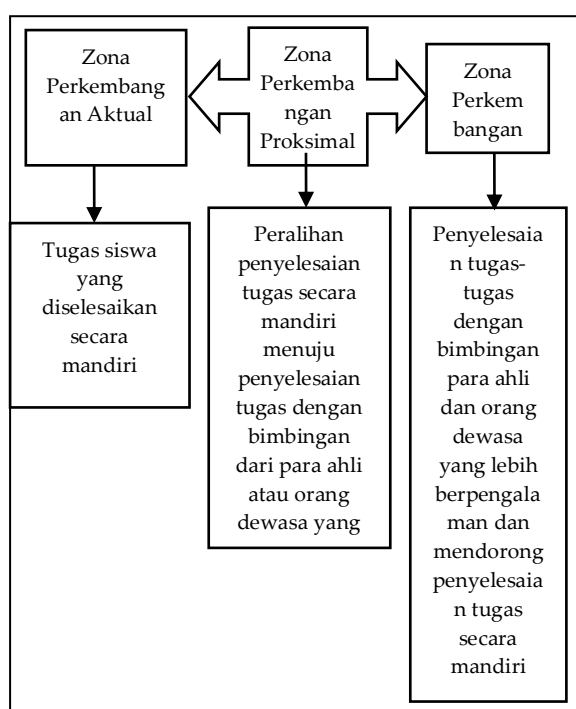 Zona
Perkembang
an Aktual
Zona
Perkemba
ngan
Proksimal
Zona
Perkem
bangan
Tugas siswa
yang
diselesaikan
secara
mandiri
Peralihan
penyelesaian
tugas secara
mandiri
menuju
penyelesaian
tugas dengan
bimbingan
dari para ahli
atau orang
dewasa yang
Penyelesaia
n tugas-
tugas
dengan
bimbingan
para ahli
dan orang
dewasa
yang lebih
berpengala
man dan
mendorong
penyelesaia
n tugas
secara
mandiri